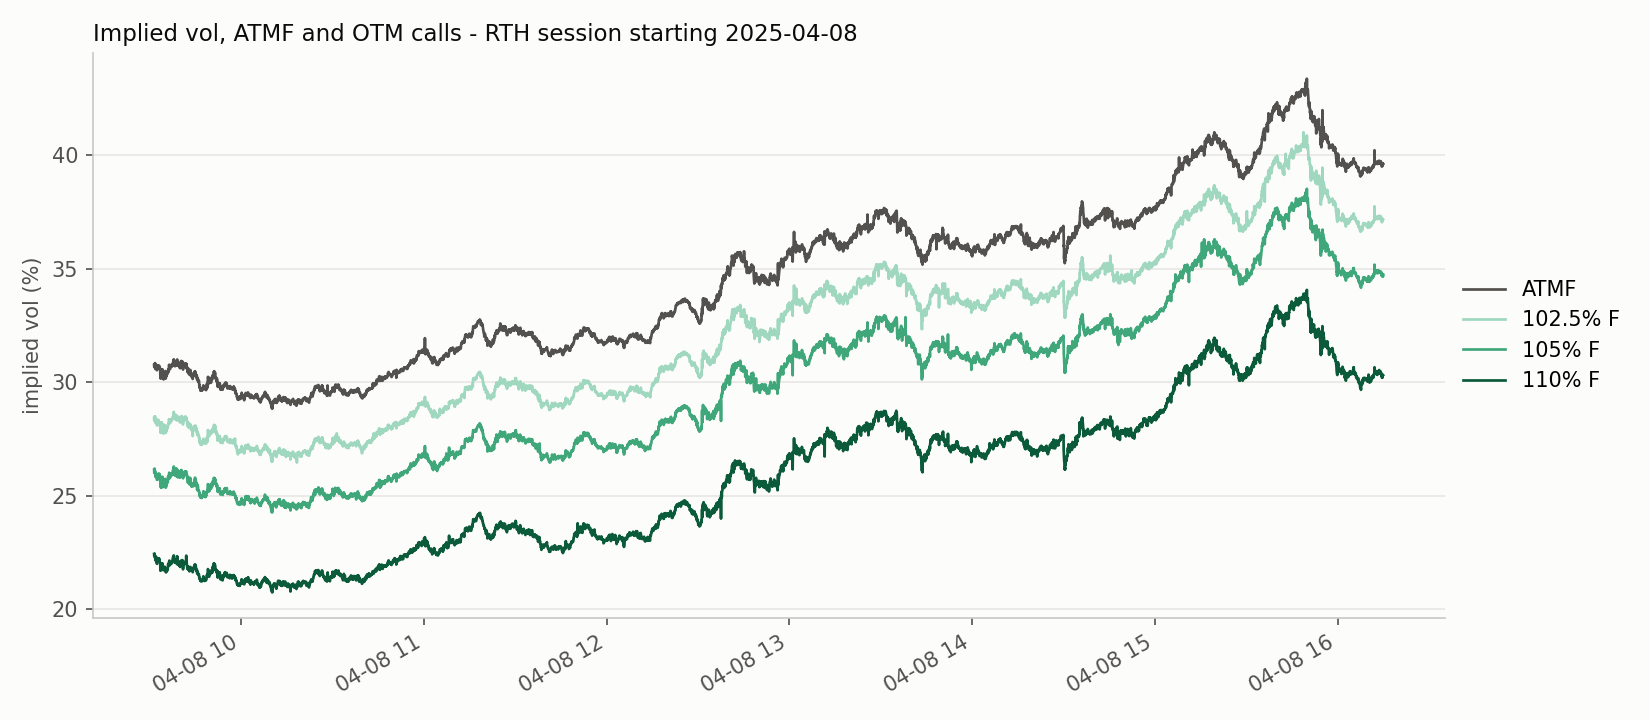 Implied vol, ATMF and OTM calls - RTH session starting 2025-04-08
implied vol (%)
40
35
30
25
20
04-08 10
04-08 11
04-08 12
04-08 13
04-08 14
04-08 15
04-08 16
ATMF
102.5% F
105% F
110% F